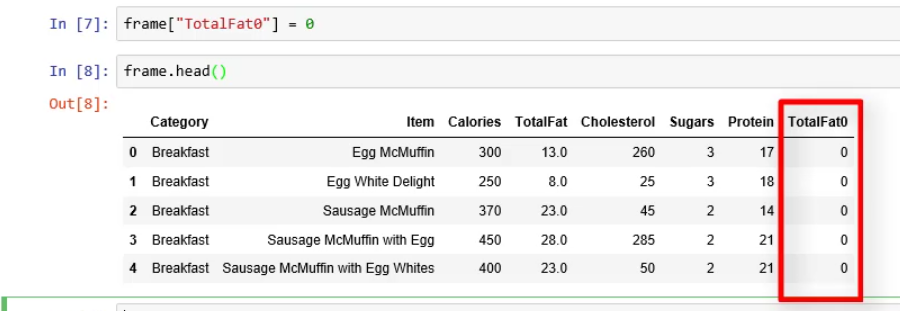 In [7]: frame["TotalFat0"] = 0
In [8]: frame.head()
Out[8]:
Category Item Calories TotalFat Cholesterol Sugars Protein TotalFat0
0 Breakfast Egg McMuffin 300 13.0 260 3 17 0
1 Breakfast Egg White Delight 250 8.0 25 3 18 0
2 Breakfast Sausage McMuffin 370 23.0 45 2 14 0
3 Breakfast Sausage McMuffin with Egg 450 28.0 285 2 21 0
4 Breakfast Sausage McMuffin with Egg Whites 400 23.0 50 2 21 0